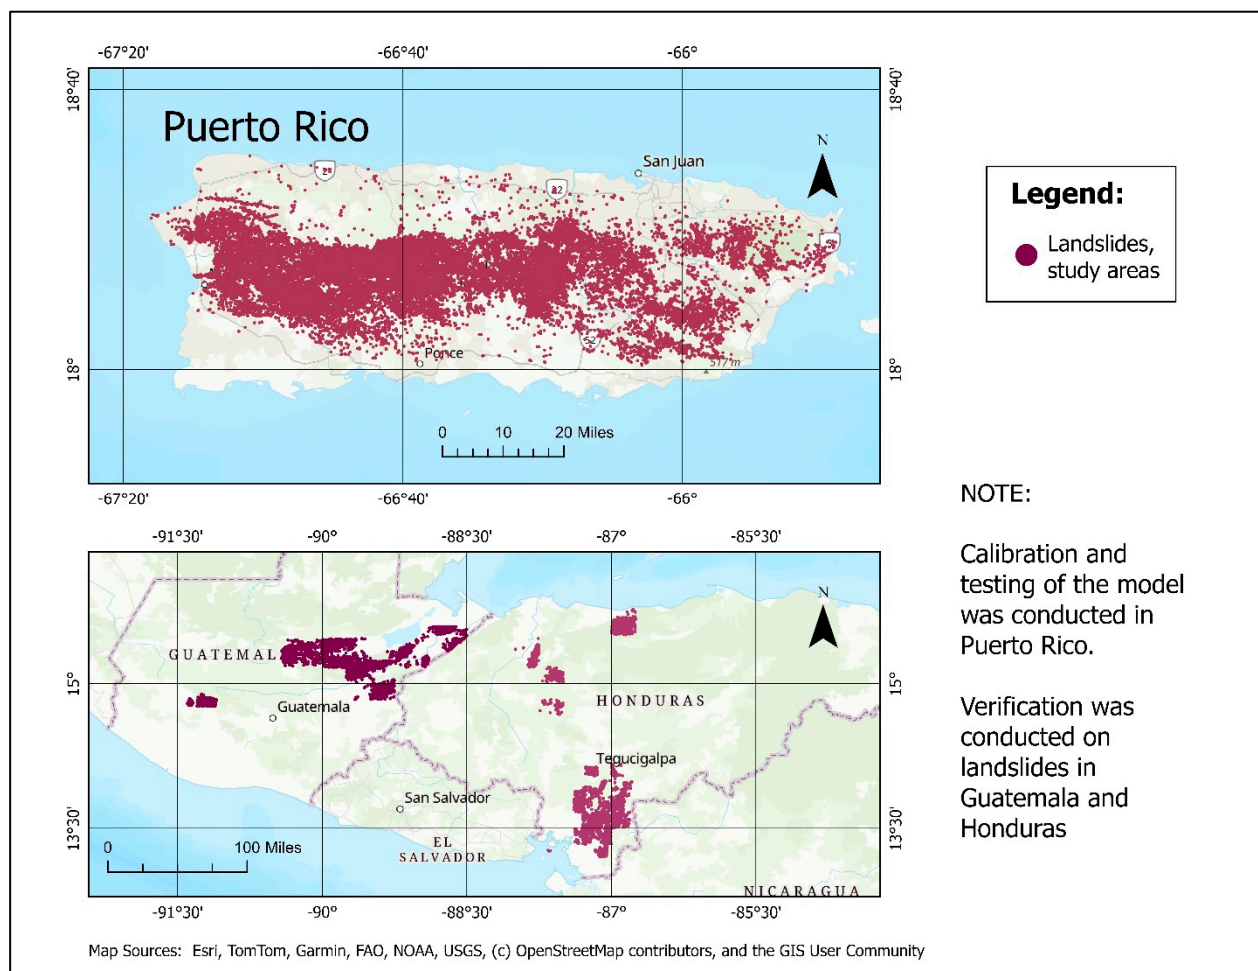 -67°20'
-66°40'
-66°
18°40'
18°40'
Puerto Rico
N
San Juan
2
22
52
Ponce
517m
18°
18°
0 10 20 Miles
-67°20'
-66°40'
-66°
Legend:
Landslides,
study areas
NOTE:
Calibration and
testing of the model
was conducted in
Puerto Rico.
Verification was
conducted on
landslides in
Guatemala and
Honduras
-91°30'
-90°
-88°30'
-87°
-85°30'
N
GUATEMAL
15°
15°
HONDURAS
Guatemala
Tegucigalpa
San Salvador
13°30'
13°30'
0 100 Miles
EL
SALVADOR
NICARAGUA
-91°30'
-90°
-88°30'
-87°
-85°30'
Map Sources: Esri, TomTom, Garmin, FAO, NOAA, USGS, (c) OpenStreetMap contributors, and the GIS User Community